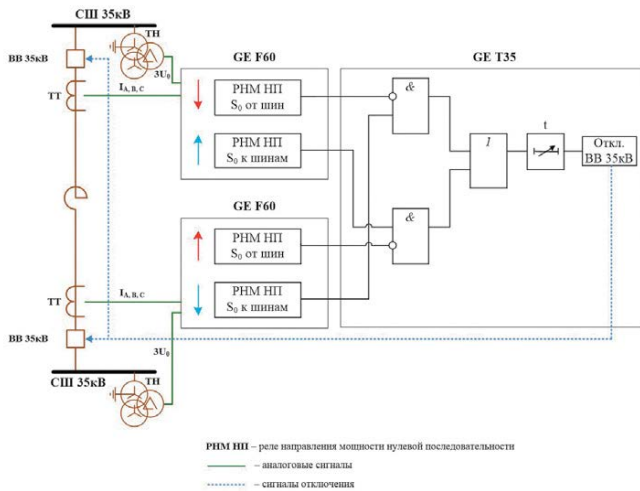 СШ 35кВ
ТН
ВВ 35кВ
3U₀
ТТ
I A, B, C
GE F60
РНМ НП
S₀ от шин
РНМ НП
S₀ к шинам
GE T35
&
1
t
Откл.
ВВ 35кВ
&
GE F60
РНМ НП
S₀ от шин
РНМ НП
S₀ к шинам
ТТ
I A, B, C
ВВ 35кВ
3U₀
СШ 35кВ
ТН
РНМ НП – реле направления мощности нулевой последовательности
– аналоговые сигналы
– сигналы отключения